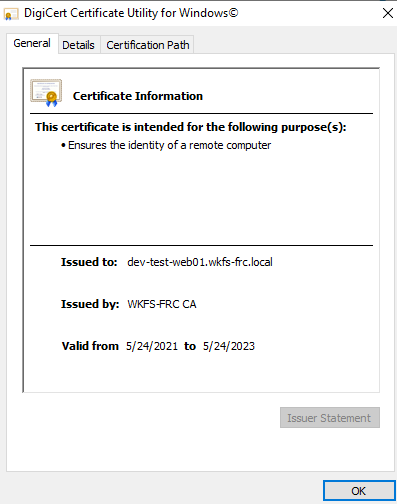 DigiCert Certificate Utility for Windows©
General Details Certification Path
Certificate Information
This certificate is intended for the following purpose(s):
• Ensures the identity of a remote computer
Issued to: dev-test-web01.wkfs-frc.local
Issued by: WKFS-FRC CA
Valid from 5/24/2021 to 5/24/2023
Issuer Statement
OK